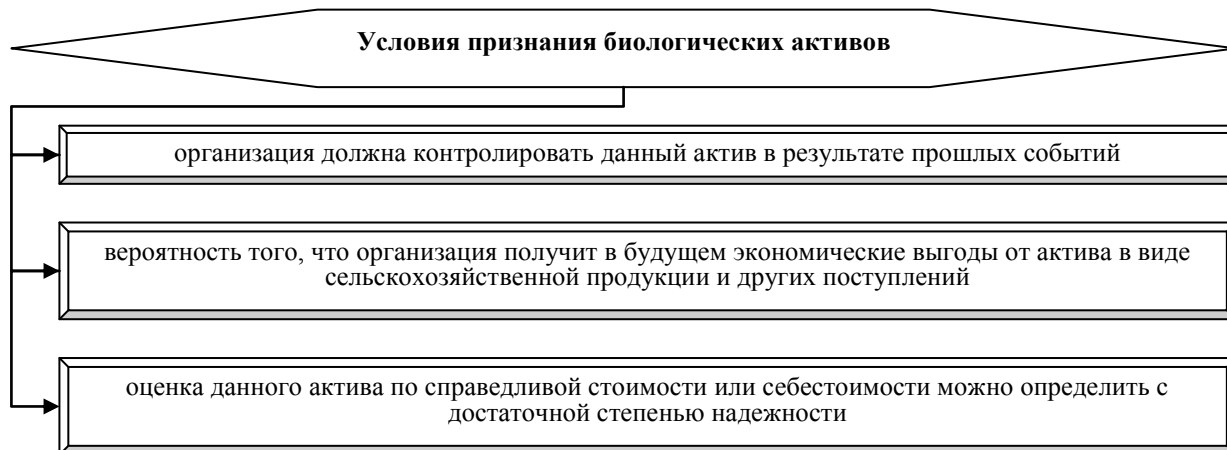 Условия признания биологических активов
организация должна контролировать данный актив в результате прошлых событий
вероятность того, что организация получит в будущем экономические выгоды от актива в виде
сельскохозяйственной продукции и других поступлений
оценка данного актива по справедливой стоимости или себестоимости можно определить с
достаточной степенью надежности